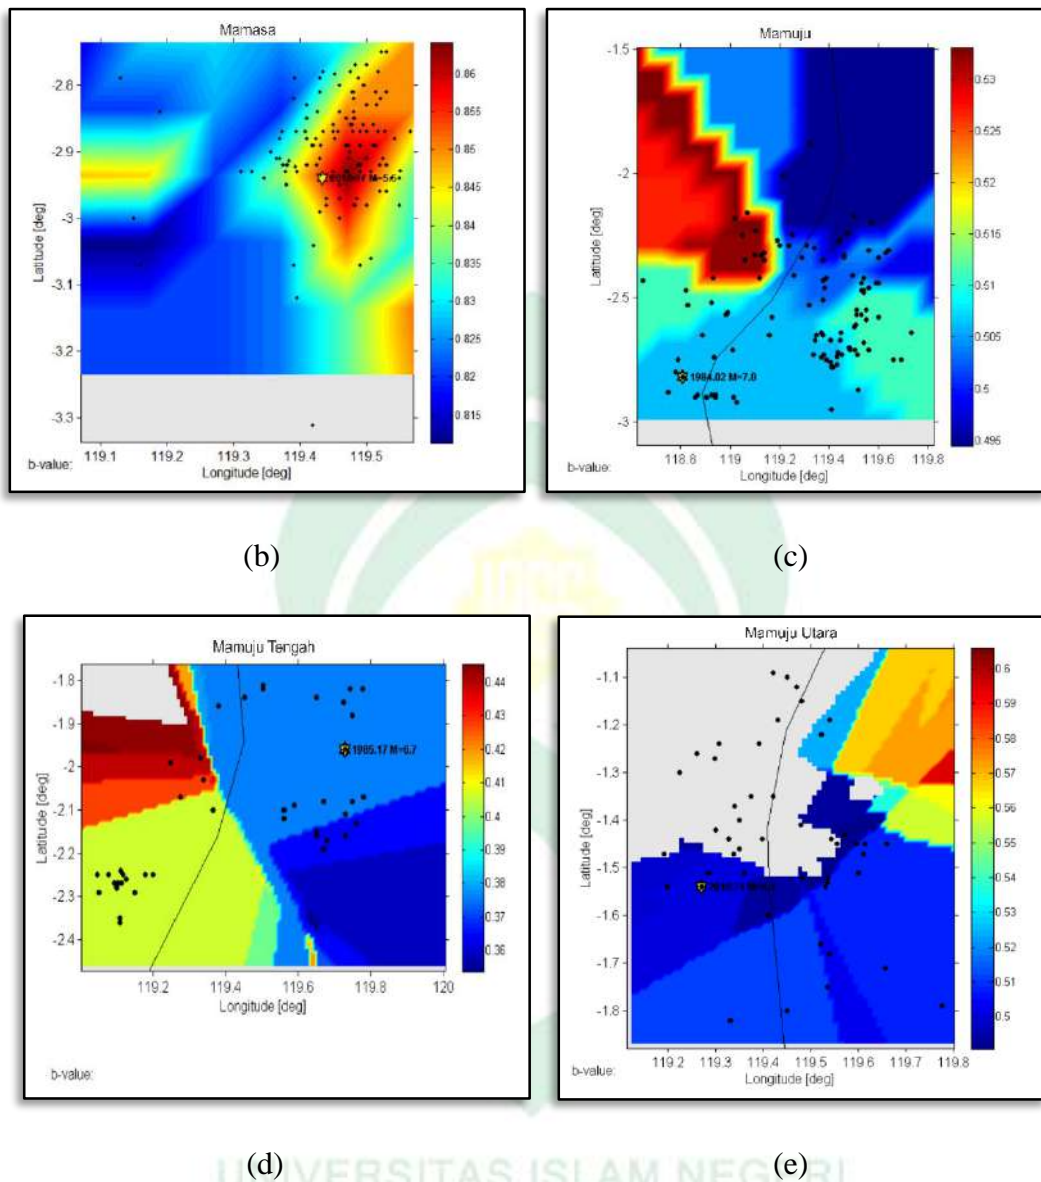 Mamasa
-2.8
-2.9
-3
-3.1
-3.2
-3.3
119.1 119.2 119.3 119.4 119.5
Longitude [deg]
Latitude [deg]
b-value:
M=5.5
0.86
0.855
0.85
0.845
0.84
0.835
0.83
0.825
0.82
0.815
Mamuju
-1.5
-2
-2.5
-3
118.8 119 119.2 119.4 119.6 119.8
Longitude [deg]
Latitude [deg]
b-value:
1984.02 M=7.0
0.53
0.525
0.52
0.515
0.51
0.505
0.5
0.495
(b)
(c)
Mamuju Tengah
-1.8
-1.9
-2
-2.1
-2.2
-2.3
-2.4
119.2 119.4 119.6 119.8 120
Longitude [deg]
Latitude [deg]
b-value:
1985.17 M=6.7
0.44
0.43
0.42
0.41
0.4
0.39
0.38
0.37
0.36
Mamuju Utara
-1.1
-1.2
-1.3
-1.4
-1.5
-1.6
-1.7
-1.8
119.2 119.3 119.4 119.5 119.6 119.7 119.8
Longitude [deg]
Latitude [deg]
b-value:
0.6
0.59
0.58
0.57
0.56
0.55
0.54
0.53
0.52
0.51
0.5
(d)
(e)
UNIVERSITAS ISLAM NEGERI